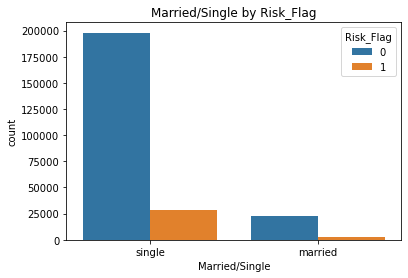 Married/Single by Risk_Flag
Risk_Flag
0
1
200000
175000
150000
125000
100000
75000
50000
25000
0
count
single
married
Married/Single